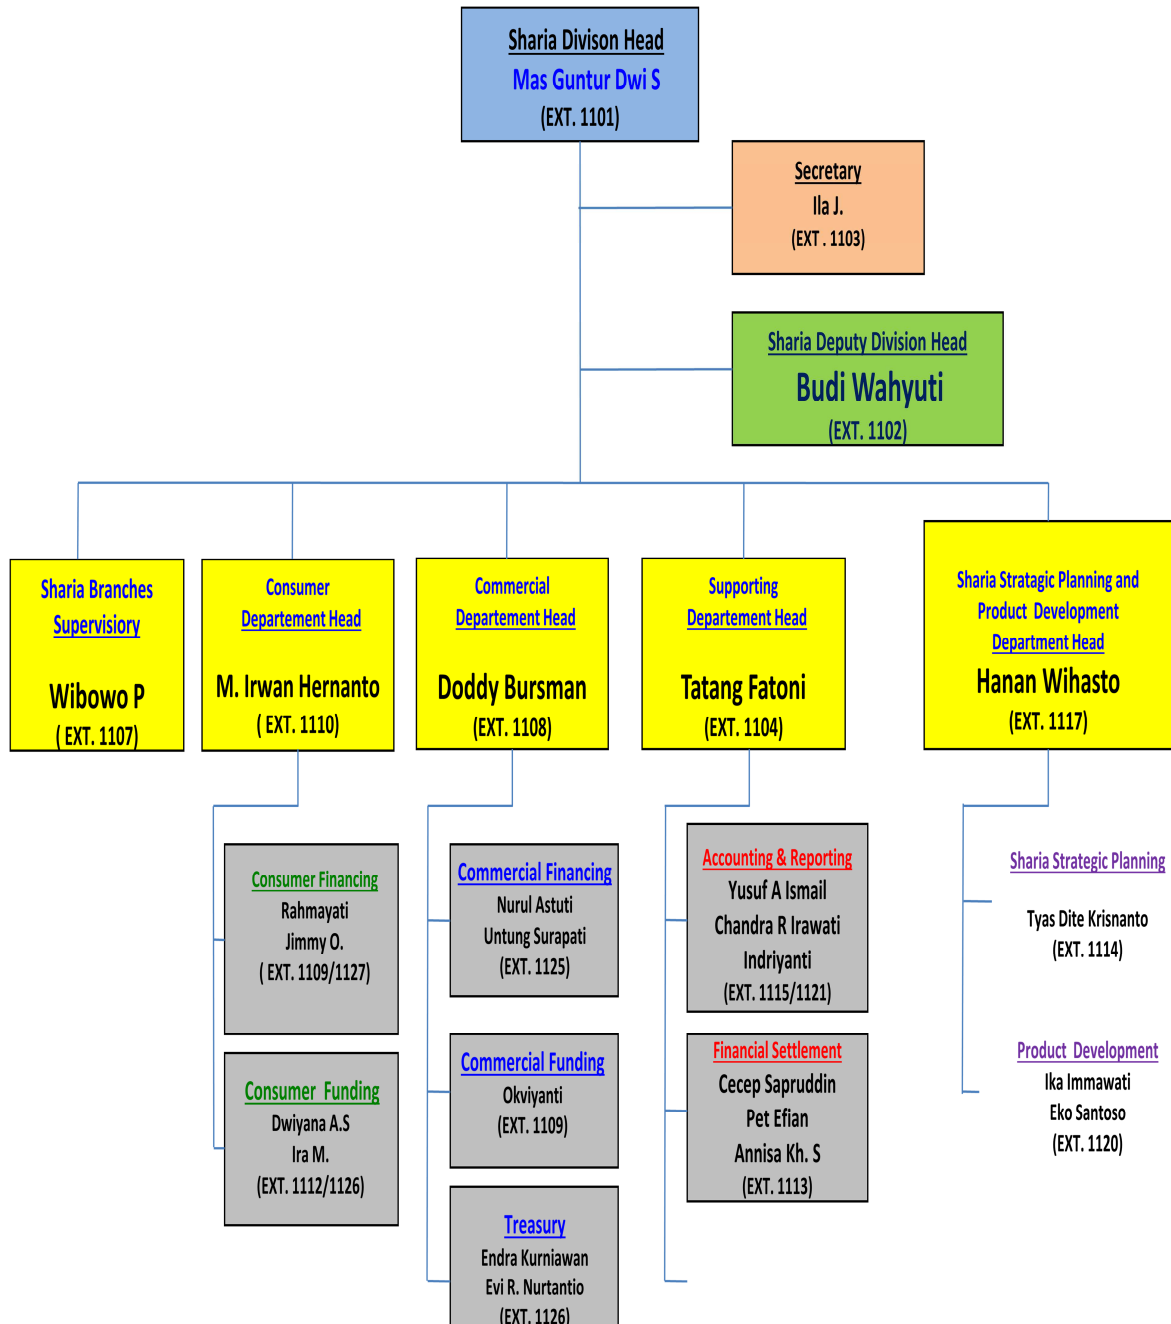 Sharia Divison Head
Mas Guntur Dwi S
(EXT. 1101)
Secretary
Ila J.
(EXT . 1103)
Sharia Deputy Division Head
Budi Wahyuti
(EXT. 1102)
Sharia Branches
Supervisiory
Wibowo P
( EXT. 1107)
Consumer
Departement Head
M. Irwan Hernanto
( EXT. 1110)
Commercial
Departement Head
Doddy Bursman
(EXT. 1108)
Supporting
Departement Head
Tatang Fatoni
(EXT. 1104)
Sharia Stratagic Planning and
Product Development
Department Head
Hanan Wihasto
(EXT. 1117)
Consumer Financing
Rahmayati
Jimmy O.
( EXT. 1109/1127)
Consumer Funding
Dwiyana A.S
Ira M.
(EXT. 1112/1126)
Commercial Financing
Nurul Astuti
Untung Surapati
(EXT. 1125)
Commercial Funding
Okviyanti
(EXT. 1109)
Treasury
Endra Kurniawan
Evi R. Nurtantio
(EXT. 1126)
Accounting & Reporting
Yusuf A Ismail
Chandra R Irawati
Indriyanti
(EXT. 1115/1121)
Financial Settlement
Cecep Sapruddin
Pet Efian
Annisa Kh. S
(EXT. 1113)
Sharia Strategic Planning
Tyas Dite Krisnanto
(EXT. 1114)
Product Development
Ika Immawati
Eko Santoso
(EXT. 1120)